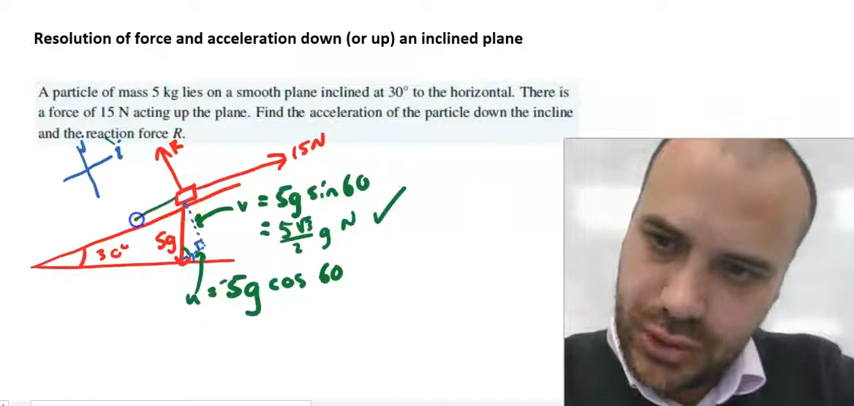 Resolution of force and acceleration down (or up) an inclined plane
A particle of mass 5 kg lies on a smooth plane inclined at 30° to the horizontal. There is
a force of 15 N acting up the plane. Find the acceleration of the particle down the incline
and the reaction force R.
j
i
R
15N
v = 5g sin 60
= 5√3/2 g N ✓
30°
5g
u = -5g cos 60